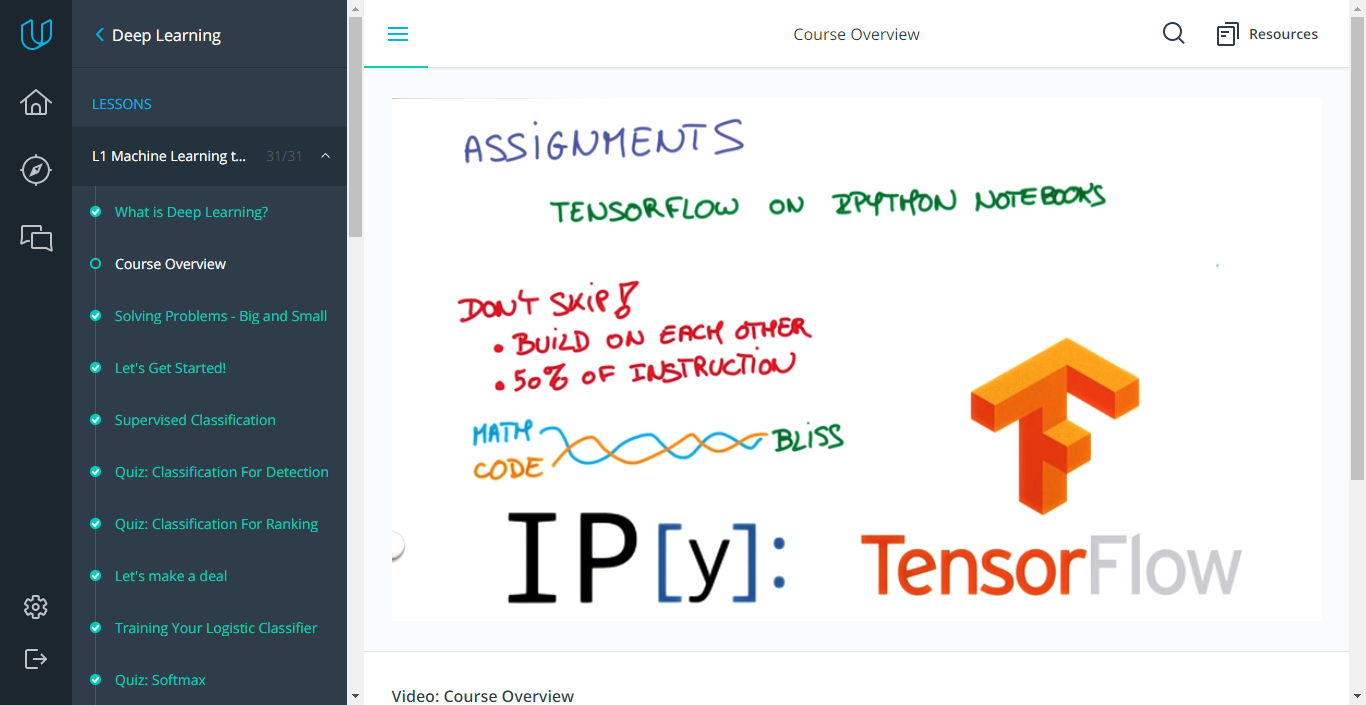 Deep Learning
LESSONS
L1 Machine Learning t... 31/31
What is Deep Learning?
Course Overview
Solving Problems - Big and Small
Let's Get Started!
Supervised Classification
Quiz: Classification For Detection
Quiz: Classification For Ranking
Let's make a deal
Training Your Logistic Classifier
Quiz: Softmax
Course Overview
Resources
ASSiGNMENTS
TENSORFLOW ON IPYTHON NOTEBOOKS
DON'T SKIP!
• BUiLD ON EACH OTHER
• 50% OF INSTRUCTiON
MATH
CODE
BLiSS
IP[y]:
TensorFlow
Video: Course Overview